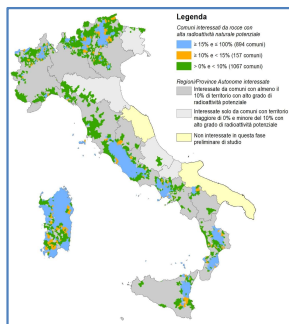 Legenda
Comuni interessati da rocce con
alta radioattività naturale potenziale
≥ 15% e ≤ 100% (894 comuni)
≥ 10% e < 15% (157 comuni)
> 0% e < 10% (1067 comuni)
Regioni/Province Autonome interessate
Interessate da comuni con almeno il
10% di territorio con alto grado di
radioattività potenziale
Interessate solo da comuni con territorio
maggiore di 0% e minore del 10% con
alto grado di radioattività potenziale
Non interessate in questa fase
preliminare di studio